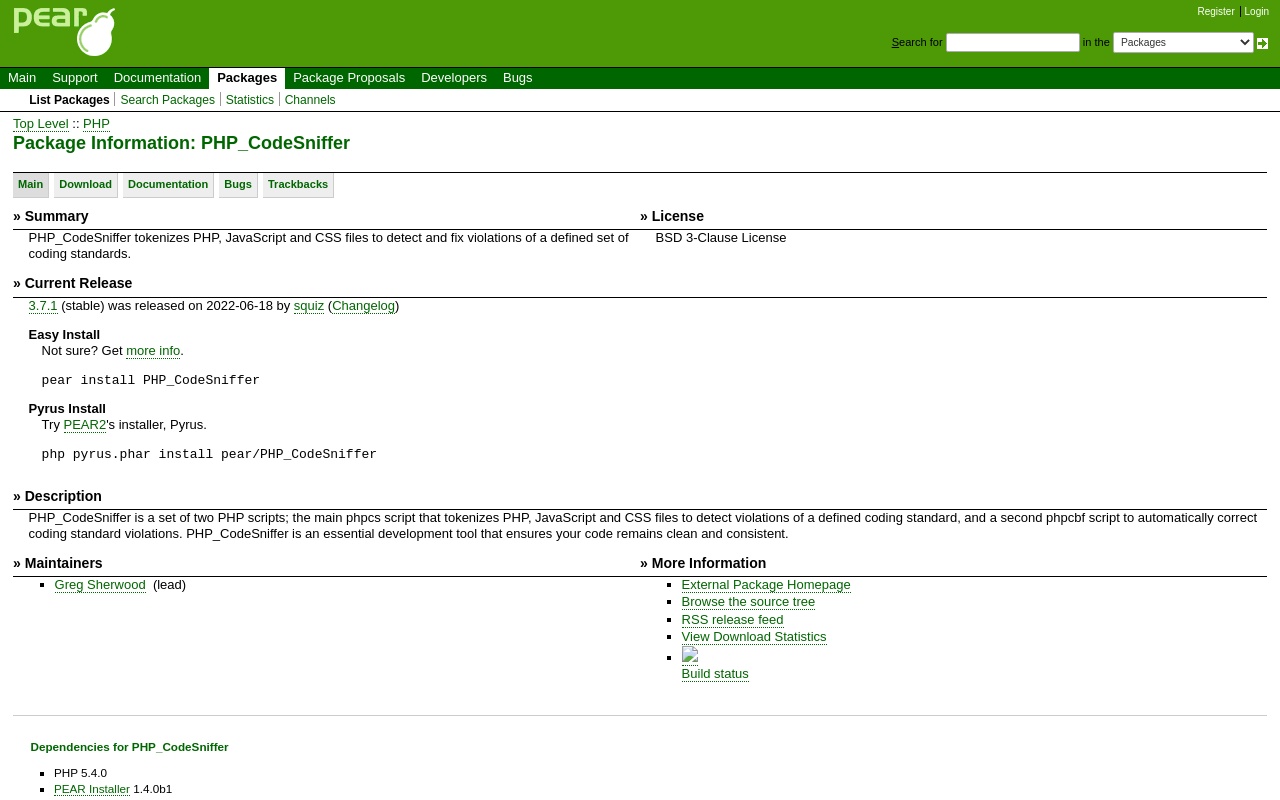 pear
Register Login
Search for in the Packages
Main Support Documentation Packages Package Proposals Developers Bugs
List Packages Search Packages Statistics Channels
Top Level :: PHP
Package Information: PHP_CodeSniffer
Main Download Documentation Bugs Trackbacks
» Summary
PHP_CodeSniffer tokenizes PHP, JavaScript and CSS files to detect and fix violations of a defined set of
coding standards.
» License
BSD 3-Clause License
» Current Release
3.7.1 (stable) was released on 2022-06-18 by squiz (Changelog)
Easy Install
Not sure? Get more info.
pear install PHP_CodeSniffer
Pyrus Install
Try PEAR2's installer, Pyrus.
php pyrus.phar install pear/PHP_CodeSniffer
» Description
PHP_CodeSniffer is a set of two PHP scripts; the main phpcs script that tokenizes PHP, JavaScript and CSS files to detect violations of a defined coding standard, and a second phpcbf script to automatically correct
coding standard violations. PHP_CodeSniffer is an essential development tool that ensures your code remains clean and consistent.
» Maintainers
Greg Sherwood (lead)
» More Information
External Package Homepage
Browse the source tree
RSS release feed
View Download Statistics
Build status
Dependencies for PHP_CodeSniffer
PHP 5.4.0
PEAR Installer 1.4.0b1